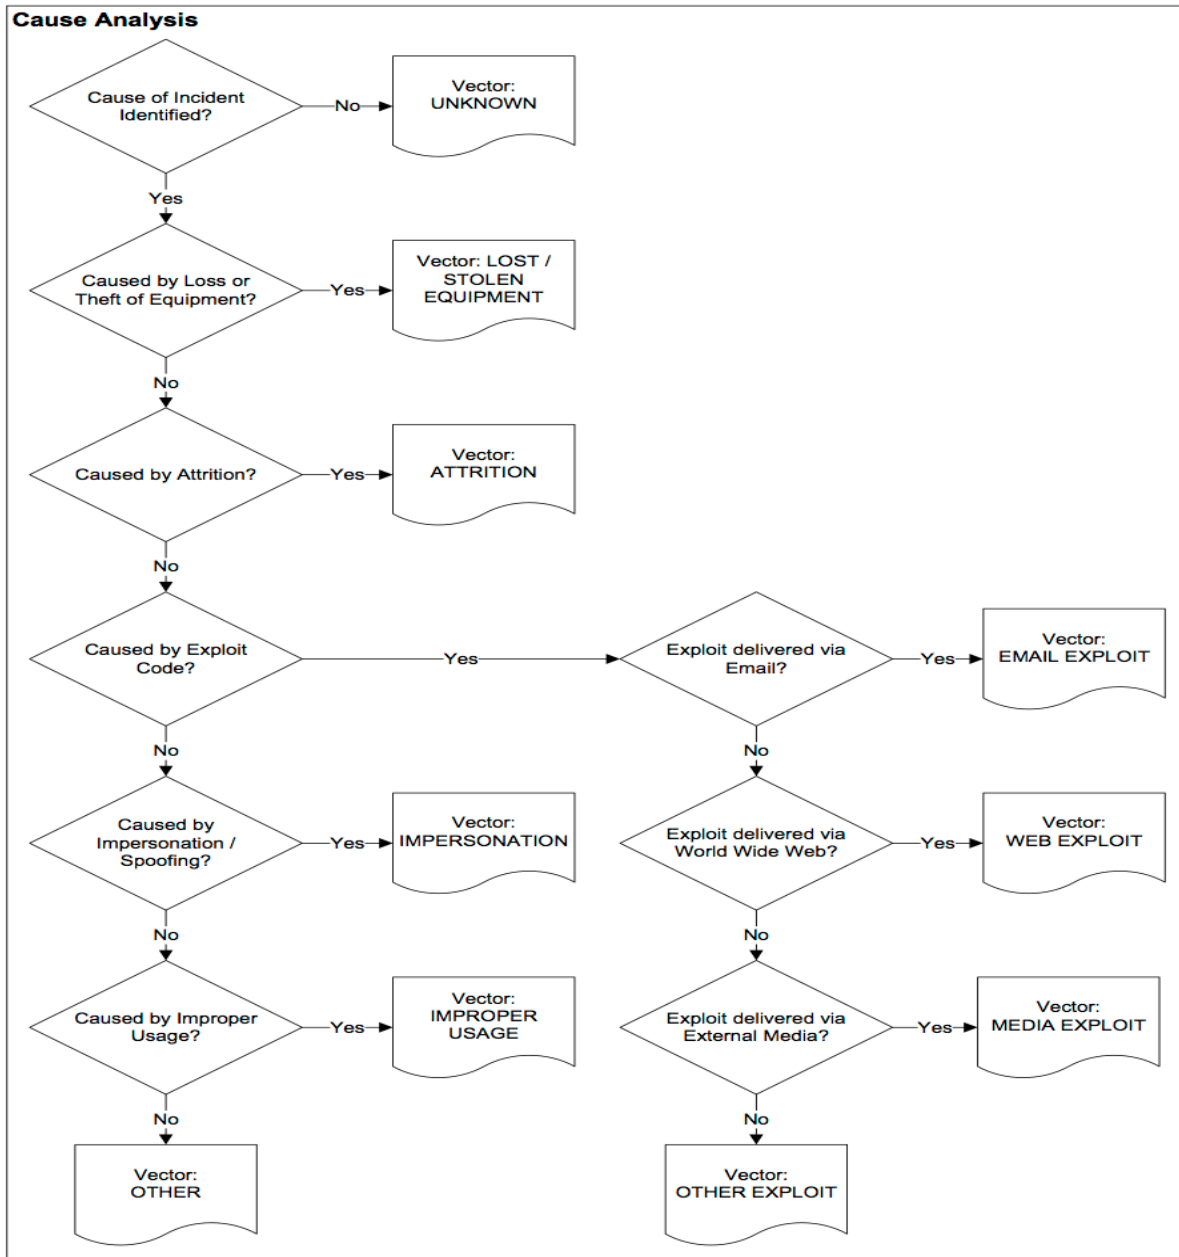 Cause Analysis
Cause of Incident
Identified?
No
Vector:
UNKNOWN
Yes
Caused by Loss or
Theft of Equipment?
Yes
Vector: LOST /
STOLEN
EQUIPMENT
No
Caused by Attrition?
Yes
Vector:
ATTRITION
No
Caused by Exploit
Code?
Yes
Exploit delivered via
Email?
Yes
Vector:
EMAIL EXPLOIT
No
No
Caused by
Impersonation /
Spoofing?
Yes
Vector:
IMPERSONATION
Exploit delivered via
World Wide Web?
Yes
Vector:
WEB EXPLOIT
No
No
Caused by Improper
Usage?
Yes
Vector:
IMPROPER
USAGE
Exploit delivered via
External Media?
Yes
Vector:
MEDIA EXPLOIT
No
No
Vector:
OTHER
Vector:
OTHER EXPLOIT